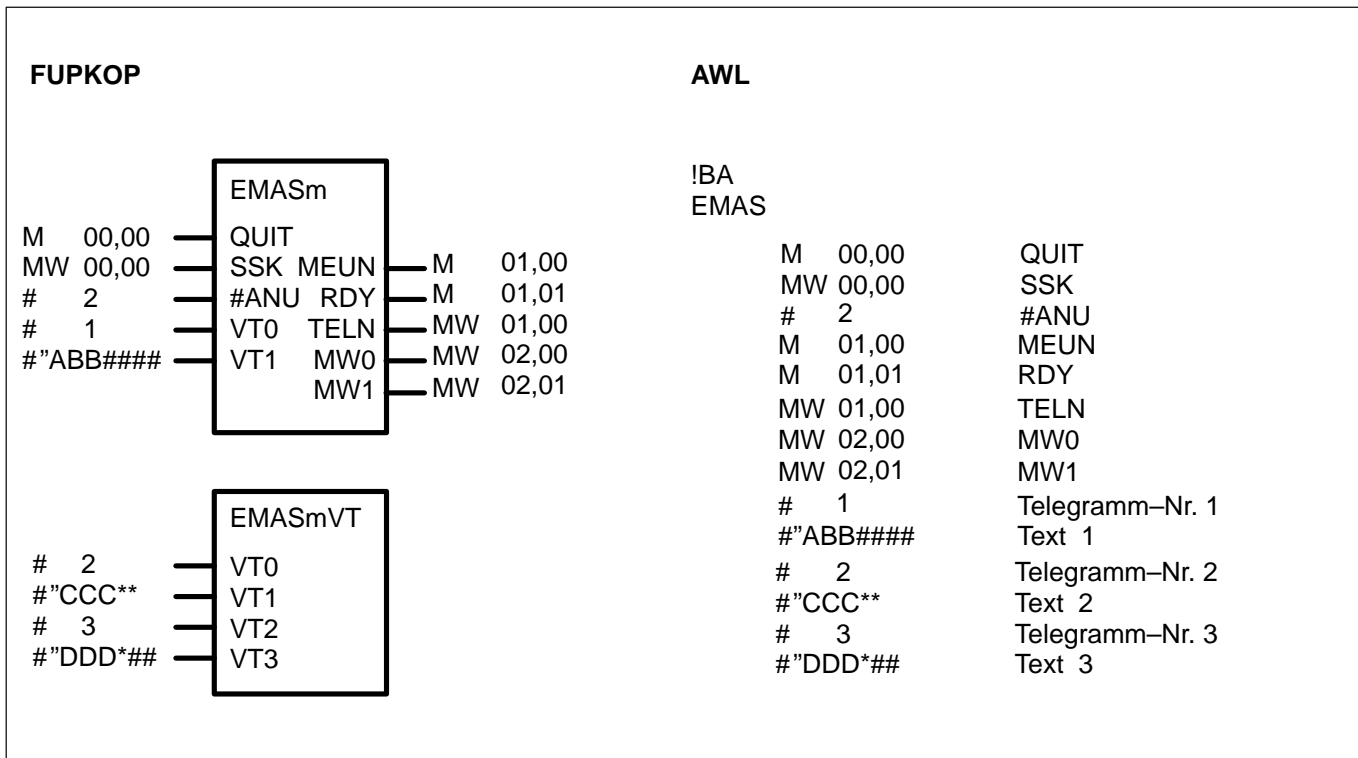 FUPKOP
EMASm
M 00,00 QUIT
MW 00,00 SSK MEUN M 01,00
# 2 #ANU RDY M 01,01
# 1 VT0 TELN MW 01,00
#”ABB#### VT1 MW0 MW 02,00
MW1 MW 02,01
EMASmVT
# 2 VT0
#”CCC** VT1
# 3 VT2
#”DDD*## VT3
AWL
!BA
EMAS
M 00,00 QUIT
MW 00,00 SSK
# 2 #ANU
M 01,00 MEUN
M 01,01 RDY
MW 01,00 TELN
MW 02,00 MW0
MW 02,01 MW1
# 1 Telegramm–Nr. 1
#”ABB#### Text 1
# 2 Telegramm–Nr. 2
#”CCC** Text 2
# 3 Telegramm–Nr. 3
#”DDD*## Text 3